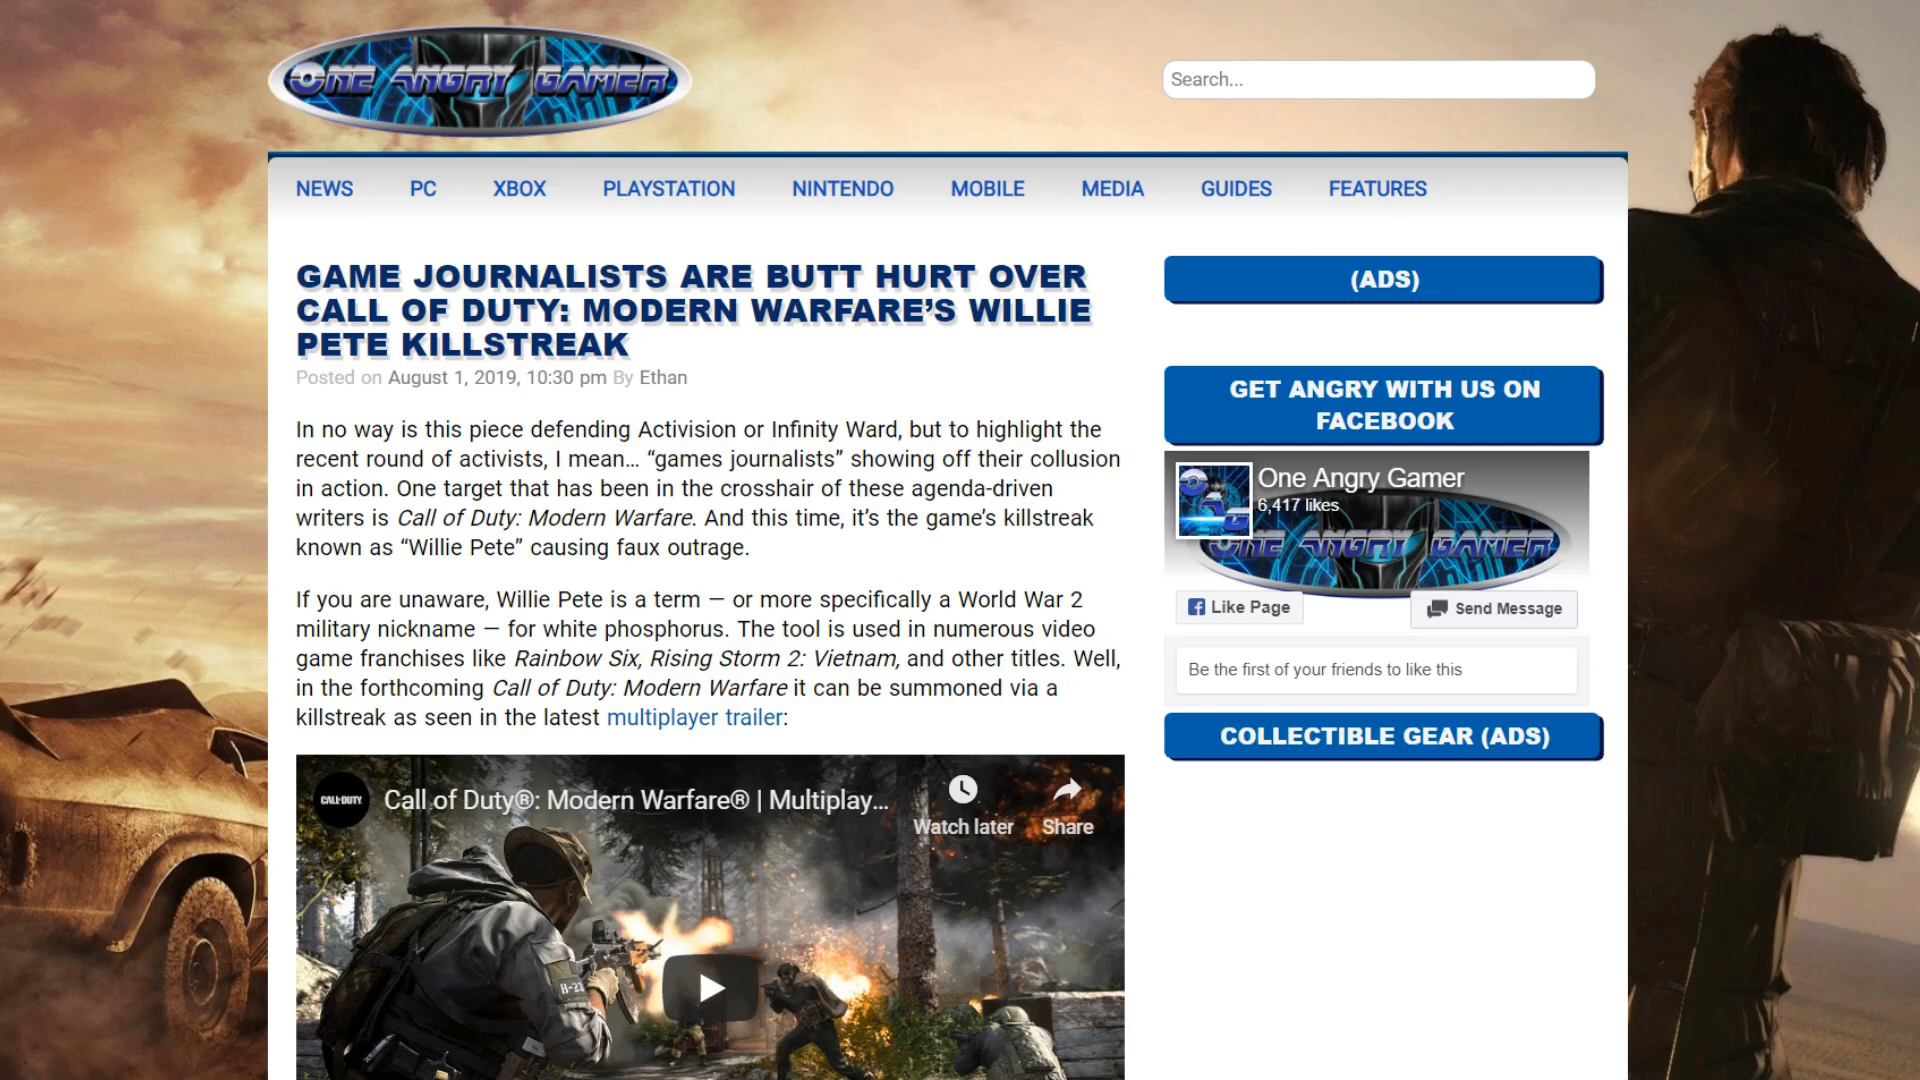 ONE ANGRY GAMER
Search...
NEWS PC XBOX PLAYSTATION NINTENDO MOBILE MEDIA GUIDES FEATURES
GAME JOURNALISTS ARE BUTT HURT OVER
CALL OF DUTY: MODERN WARFARE’S WILLIE
PETE KILLSTREAK
Posted on August 1, 2019, 10:30 pm By Ethan
In no way is this piece defending Activision or Infinity Ward, but to highlight the
recent round of activists, I mean… “games journalists” showing off their collusion
in action. One target that has been in the crosshair of these agenda-driven
writers is Call of Duty: Modern Warfare. And this time, it’s the game’s killstreak
known as “Willie Pete” causing faux outrage.
If you are unaware, Willie Pete is a term — or more specifically a World War 2
military nickname — for white phosphorus. The tool is used in numerous video
game franchises like Rainbow Six, Rising Storm 2: Vietnam, and other titles. Well,
in the forthcoming Call of Duty: Modern Warfare it can be summoned via a
killstreak as seen in the latest multiplayer trailer:
CALL·DUTY
Call of Duty®: Modern Warfare® | Multiplay...
Watch later
Share
B-23
(ADS)
GET ANGRY WITH US ON
FACEBOOK
One Angry Gamer
6,417 likes
OAG
ONE ANGRY GAMER
Like Page
Send Message
Be the first of your friends to like this
COLLECTIBLE GEAR (ADS)